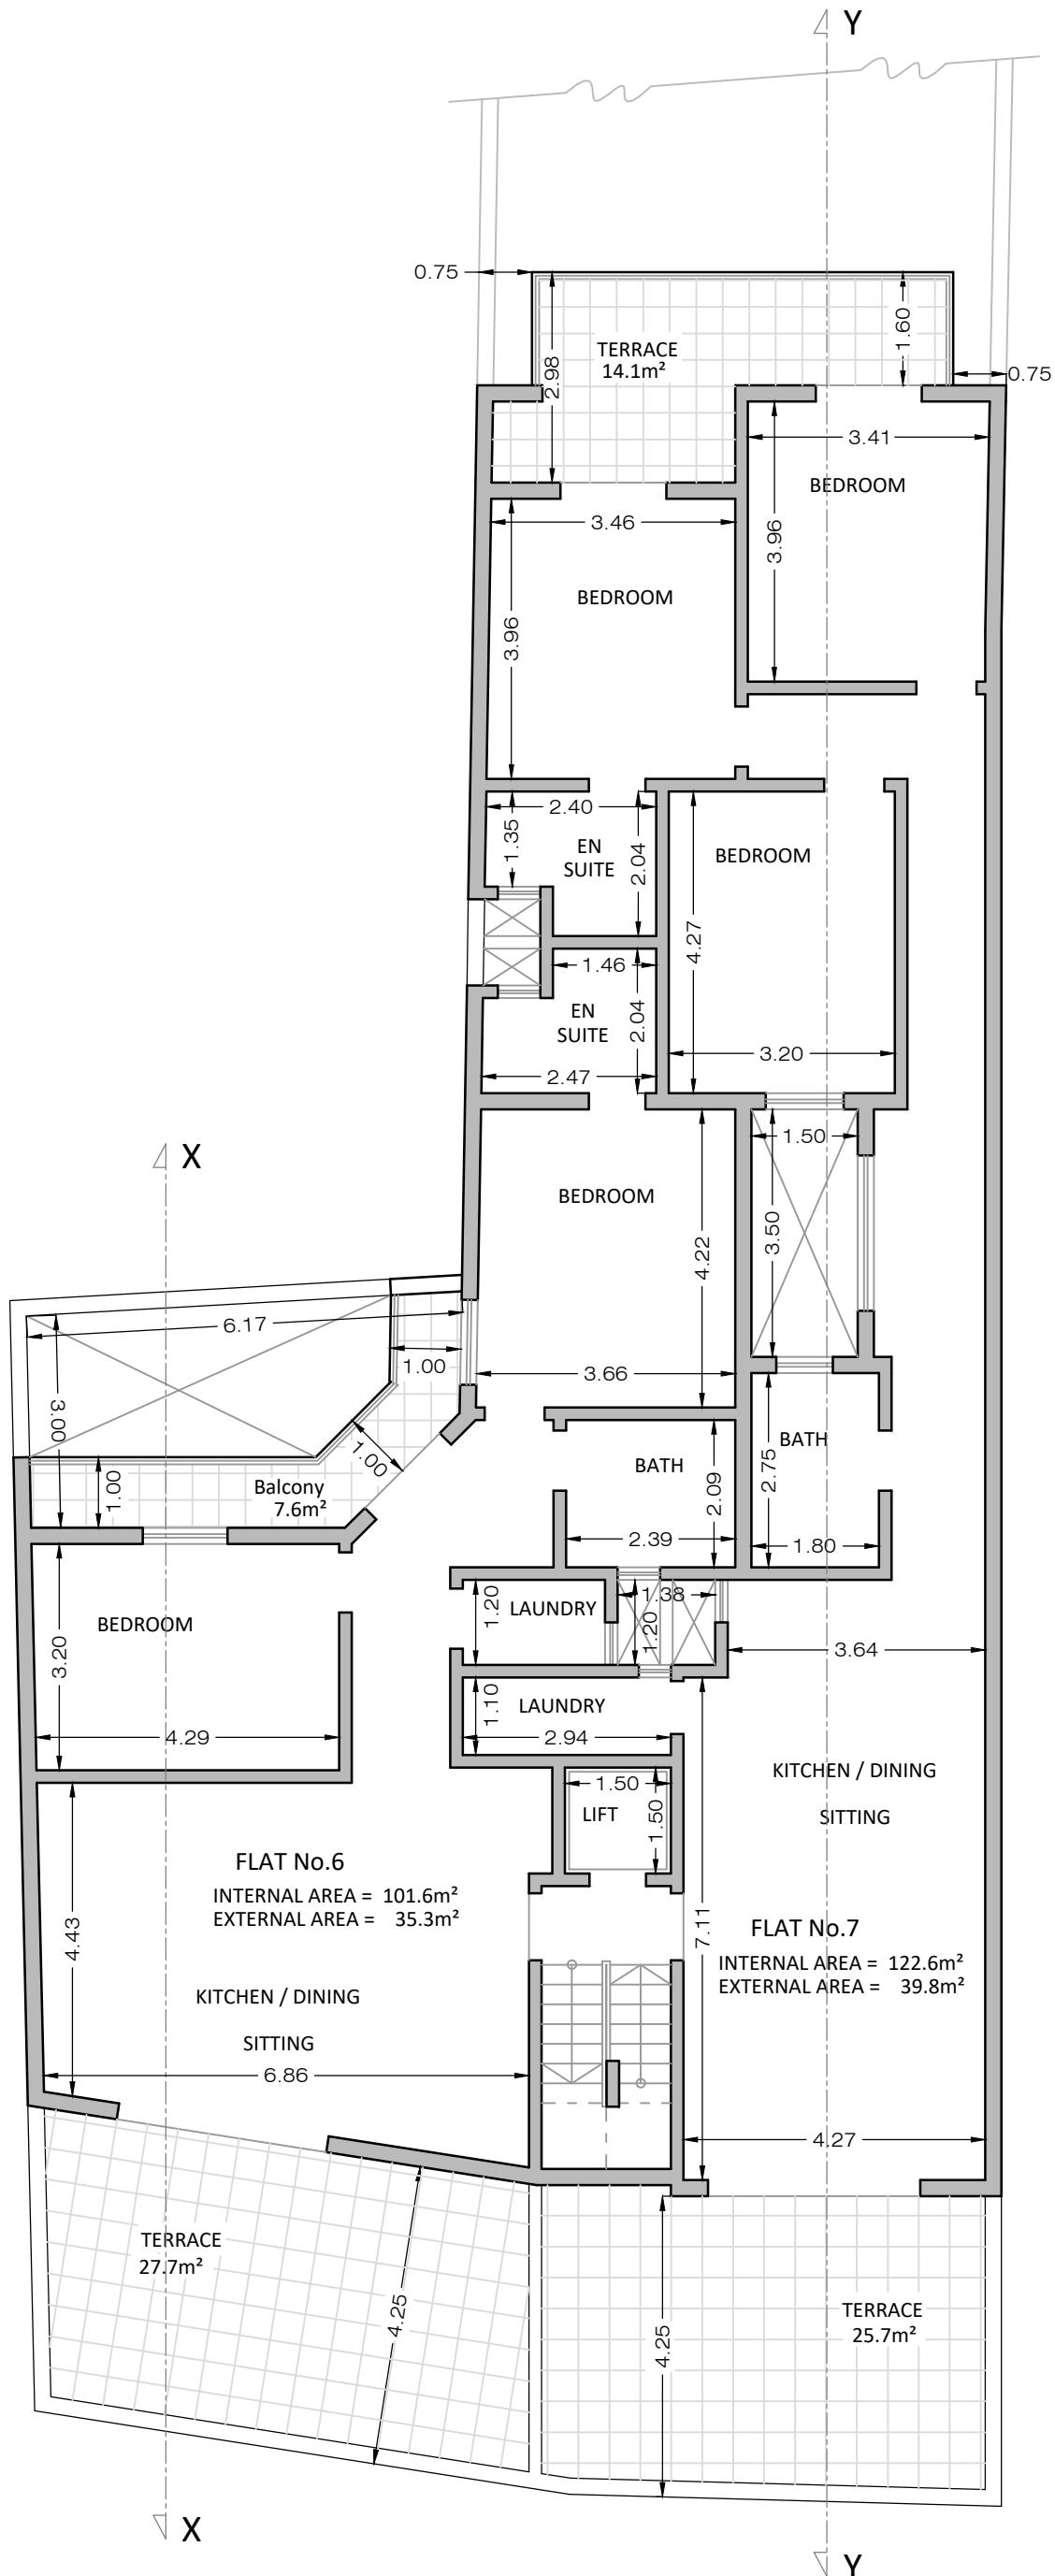 Y
0.75
2.98
TERRACE
14.1m²
1.60
0.75
3.41
BEDROOM
3.96
3.46
BEDROOM
3.96
2.40
1.35
EN
SUITE
2.04
BEDROOM
4.27
3.20
1.46
EN
SUITE
2.04
2.47
X
BEDROOM
4.22
1.50
3.50
6.17
1.00
3.66
3.00
1.00
1.00
Balcony
7.6m²
BATH
2.09
2.39
BATH
2.75
1.80
BEDROOM
3.20
4.29
1.20
LAUNDRY
1.38
1.20
3.64
1.10
LAUNDRY
2.94
1.50
LIFT
1.50
KITCHEN / DINING
SITTING
FLAT No.6
INTERNAL AREA = 101.6m²
EXTERNAL AREA = 35.3m²
4.43
KITCHEN / DINING
SITTING
6.86
7.11
FLAT No.7
INTERNAL AREA = 122.6m²
EXTERNAL AREA = 39.8m²
4.27
TERRACE
27.7m²
4.25
4.25
TERRACE
25.7m²
X
Y